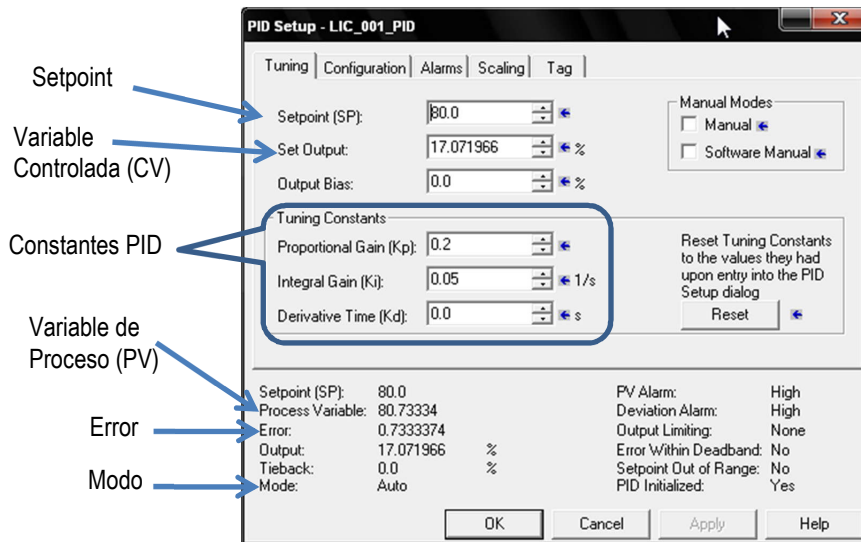 PID Setup - LIC_001_PID
Tuning Configuration Alarms Scaling Tag
Setpoint
Setpoint (SP): 80.0
Variable
Controlada (CV)
Set Output: 17.071966 %
Output Bias: 0.0 %
Manual Modes
Manual
Software Manual
Constantes PID
Tuning Constants
Proportional Gain (Kp): 0.2
Integral Gain (Ki): 0.05 1/s
Derivative Time (Kd): 0.0 s
Reset Tuning Constants
to the values they had
upon entry into the PID
Setup dialog
Reset
Variable de
Proceso (PV)
Error
Modo
Setpoint (SP): 80.0
Process Variable: 80.73334
Error: 0.7333374
Output: 17.071966 %
Tieback: 0.0 %
Mode: Auto
PV Alarm: High
Deviation Alarm: High
Output Limiting: None
Error Within Deadband: No
Setpoint Out of Range: No
PID Initialized: Yes
OK Cancel Apply Help